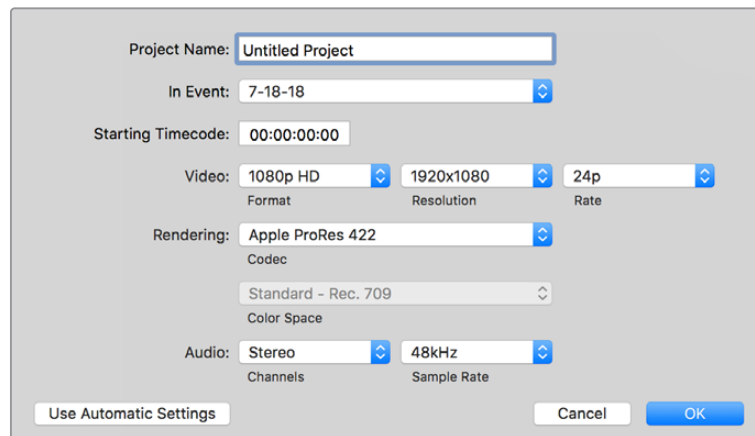 Project Name: Untitled Project
In Event: 7-18-18
Starting Timecode: 00:00:00:00
Video: 1080p HD 1920x1080 24p
Format Resolution Rate
Rendering: Apple ProRes 422
Codec
Standard - Rec. 709
Color Space
Audio: Stereo 48kHz
Channels Sample Rate
Use Automatic Settings Cancel OK